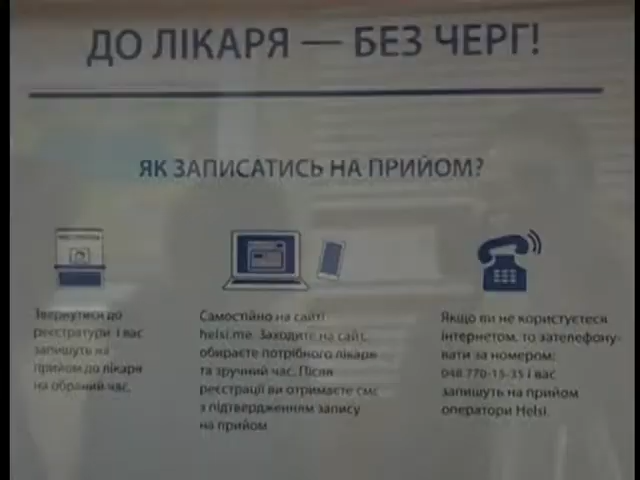 ДО ЛІКАРЯ — БЕЗ ЧЕРГ!
ЯК ЗАПИСАТИСЬ НА ПРИЙОМ?
Звернутися до
реєстратури, і вас
запишуть на
прийом до лікаря
на обраний час.
Самостійно на сайті
helsi.me. Заходите на сайт,
обираєте потрібного лікаря
та зручний час. Після
реєстрації ви отримаєте смс
з підтвердженням запису
на прийом
Якщо ви не користуєтеся
інтернетом, то зателефону-
вати за номером:
048 770-15-35 і вас
запишуть на прийом
оператори Helsi.